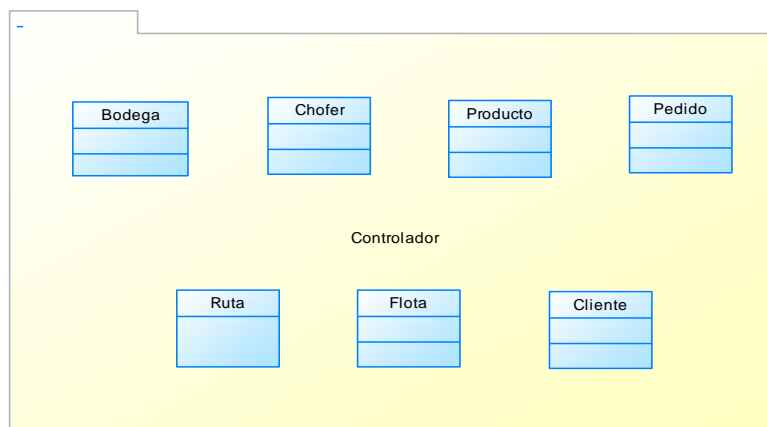 Bodega
Chofer
Producto
Pedido
Controlador
Ruta
Flota
Cliente